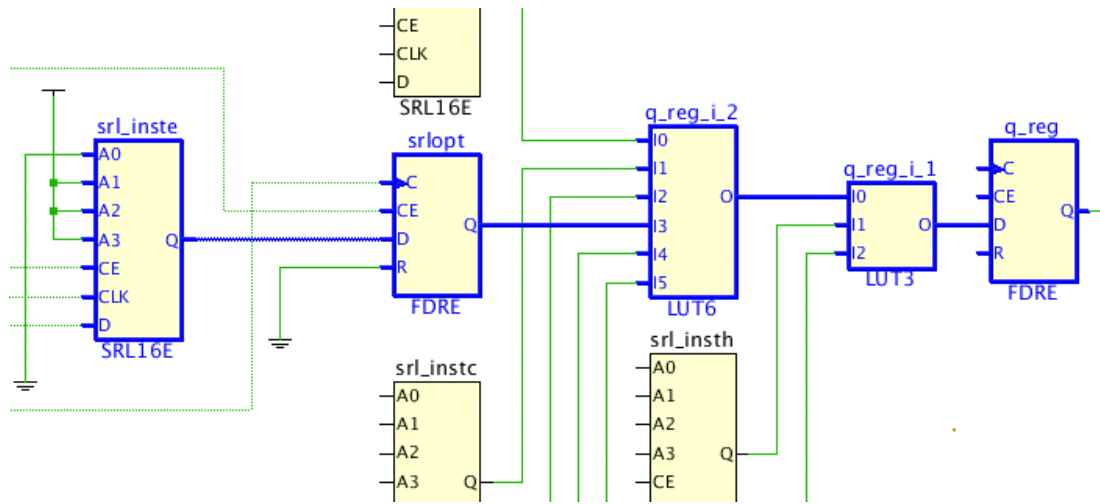 CE
CLK
D
SRL16E
srl_inste
A0
A1
A2
A3
CE
CLK
D
Q
SRL16E
srlopt
C
CE
D
R
Q
FDRE
q_reg_i_2
I0
I1
I2
I3
I4
I5
O
LUT6
q_reg_i_1
I0
I1
I2
O
LUT3
q_reg
C
CE
D
R
Q
FDRE
srl_instc
A0
A1
A2
A3
Q
srl_insth
A0
A1
A2
A3
CE
Q